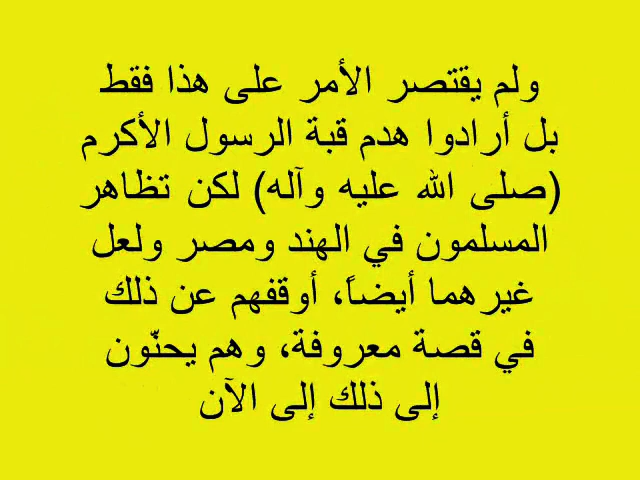 ولم يقتصر الأمر على هذا فقط
بل أرادوا هدم قبة الرسول الأكرم
(صلى الله عليه وآله) لكن تظاهر
المسلمون في الهند ومصر ولعل
غيرهما أيضاً، أوقفهم عن ذلك
في قصة معروفة، وهم يحنّون
إلى ذلك إلى الآن